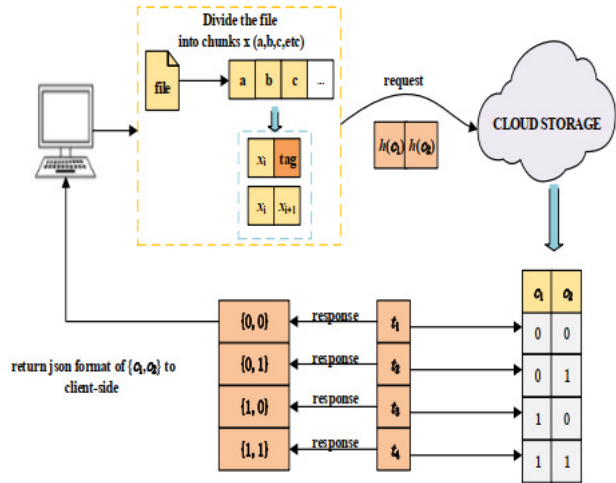 Divide the file
into chunks x (a,b,c,etc)
file
a b c ...
request
CLOUD STORAGE
xᵢ tag
h(c₁) h(c₂)
xᵢ xᵢ₊₁
c₁ c₂
{0, 0} response t₁ 0 0
{0, 1} response t₂ 0 1
return json format of {c₁,c₂} to
client-side
{1, 0} response t₃ 1 0
{1, 1} response t₄ 1 1